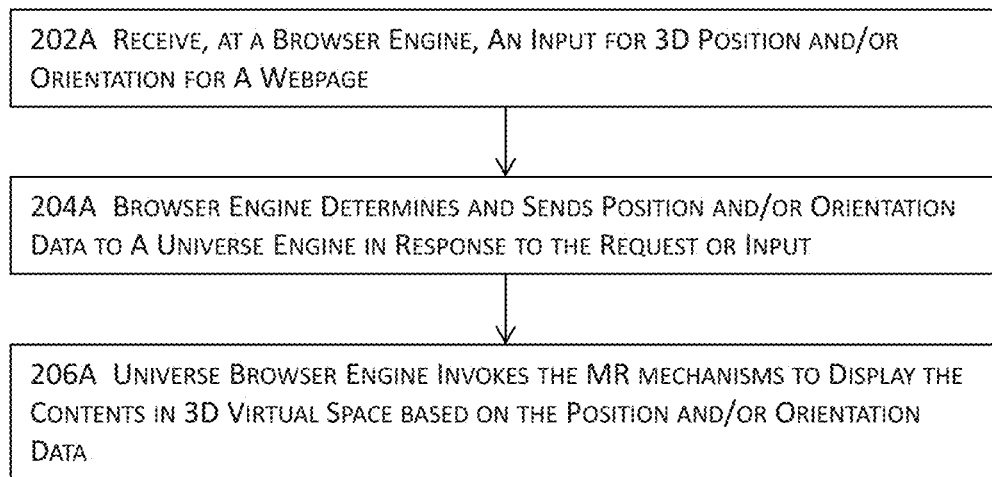 202A RECEIVE, AT A BROWSER ENGINE, AN INPUT FOR 3D POSITION AND/OR
ORIENTATION FOR A WEBPAGE
204A BROWSER ENGINE DETERMINES AND SENDS POSITION AND/OR ORIENTATION
DATA TO A UNIVERSE ENGINE IN RESPONSE TO THE REQUEST OR INPUT
206A UNIVERSE BROWSER ENGINE INVOKES THE MR MECHANISMS TO DISPLAY THE
CONTENTS IN 3D VIRTUAL SPACE BASED ON THE POSITION AND/OR ORIENTATION
DATA